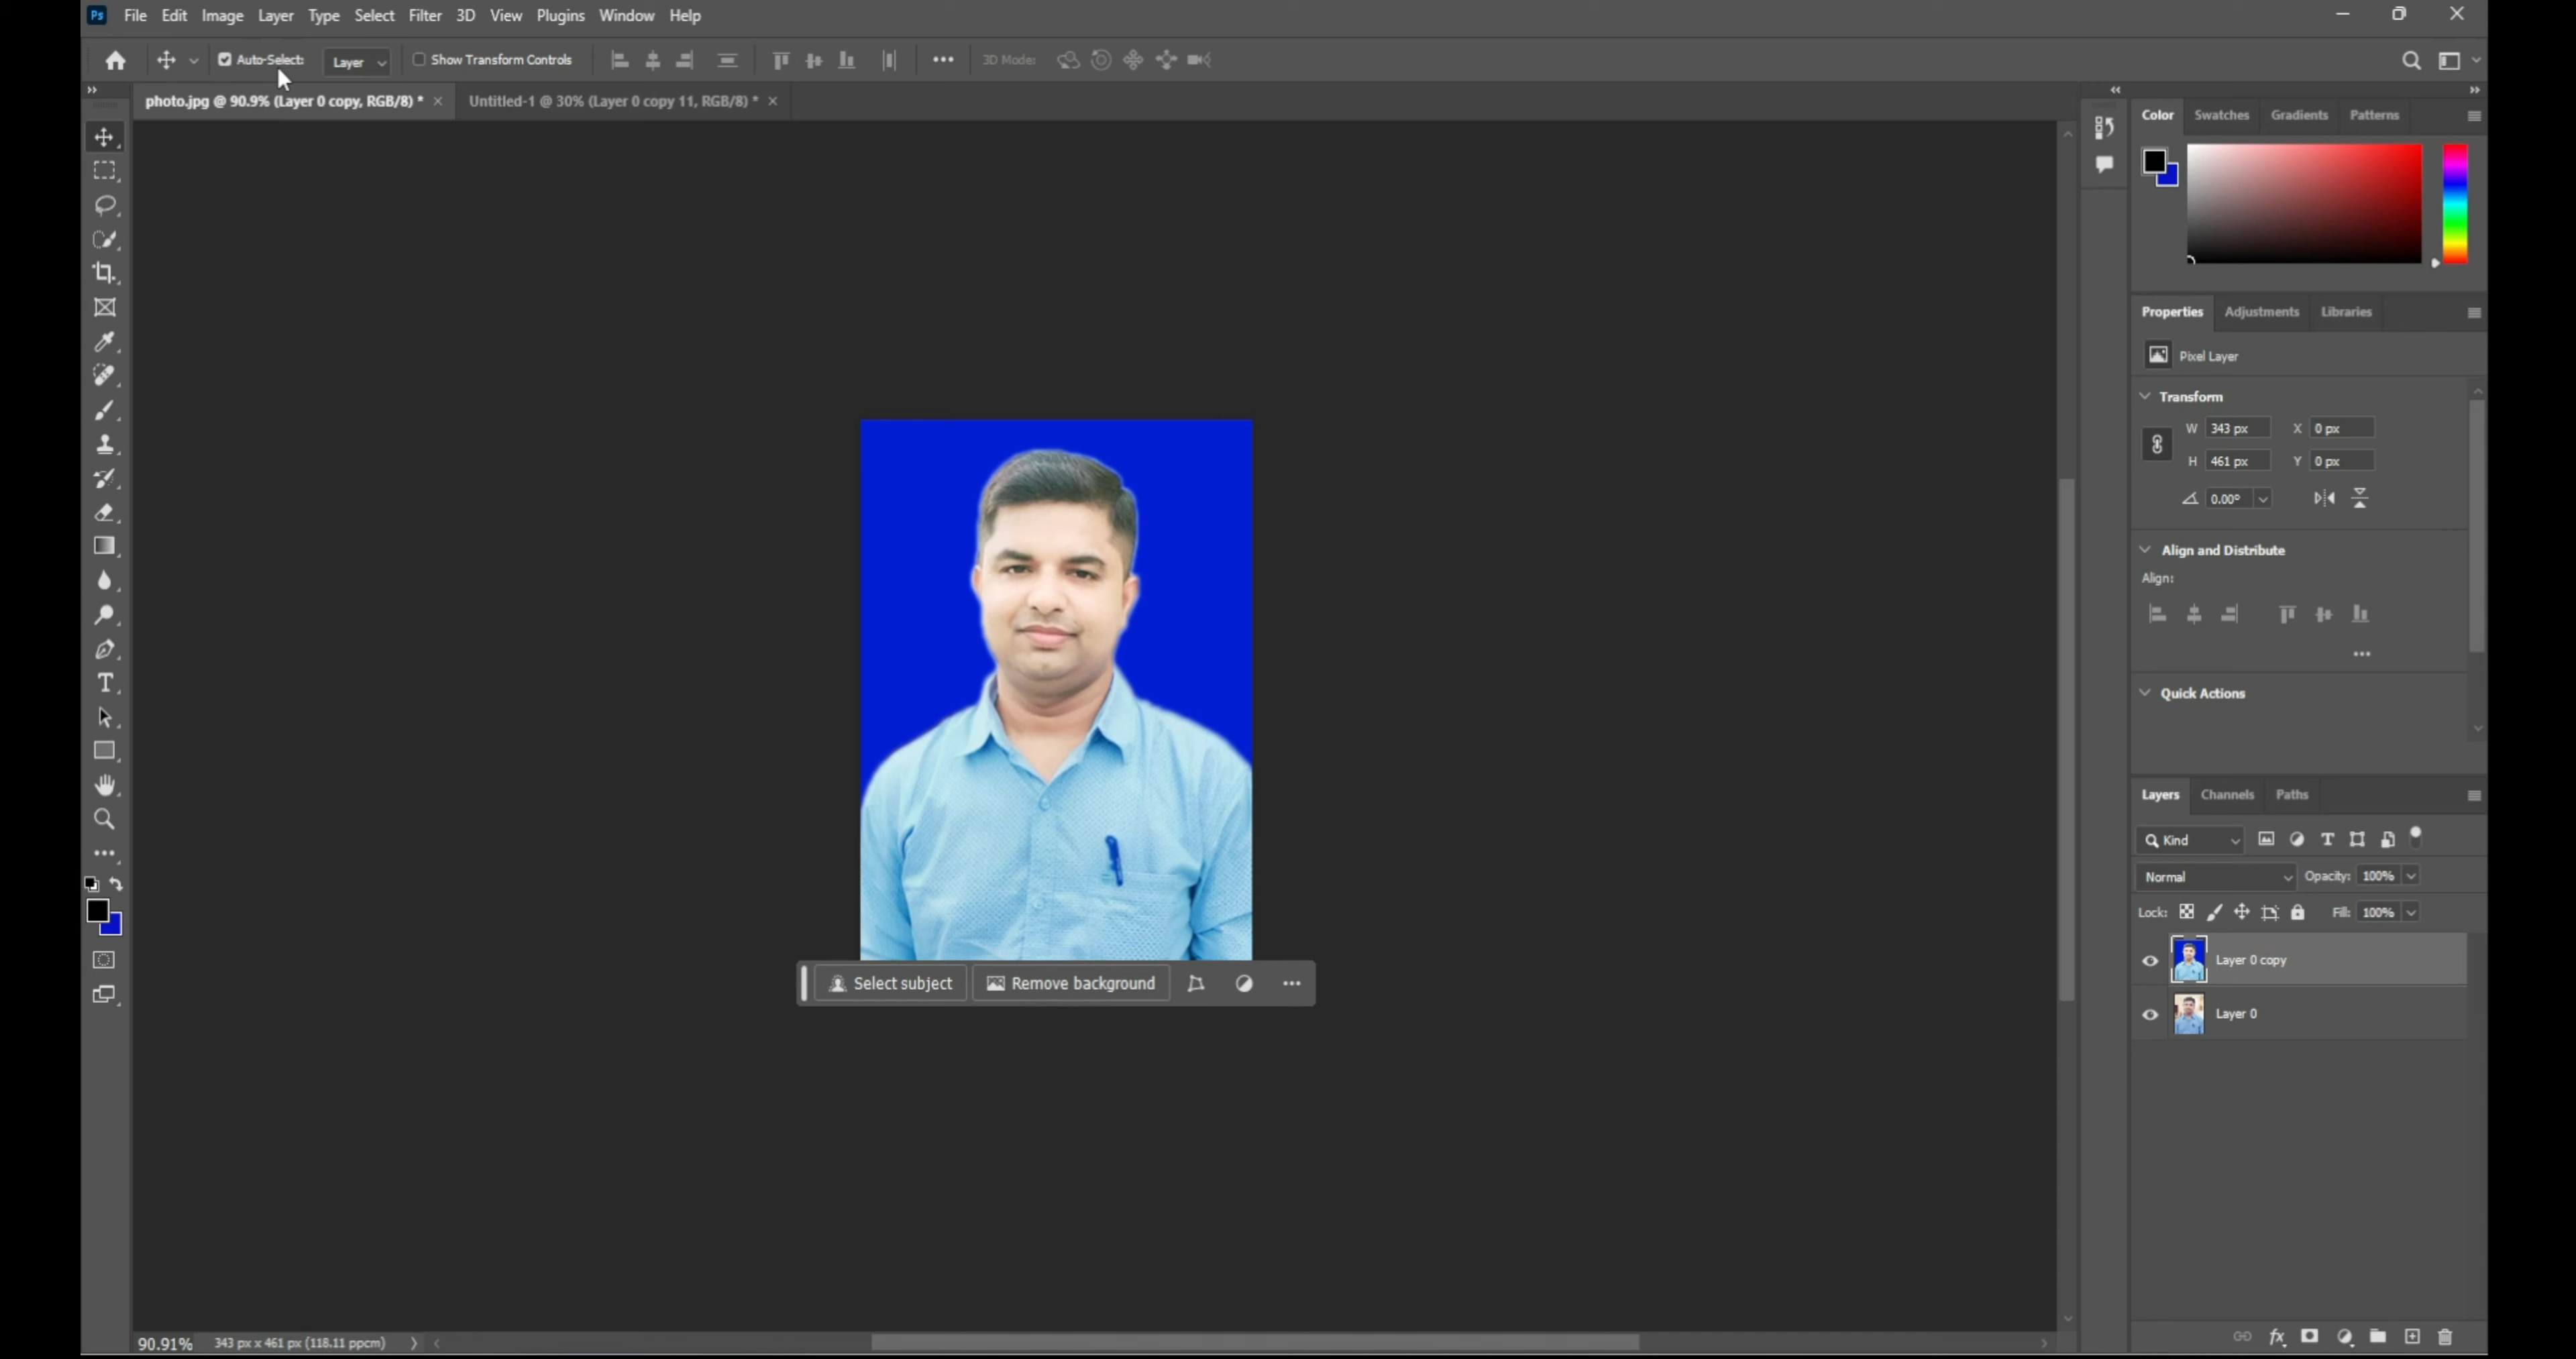 Ps File Edit Image Layer Type Select Filter 3D View Plugins Window Help
Auto-Select: Layer Show Transform Controls 3D Mode:
photo.jpg @ 90.9% (Layer 0 copy, RGB/8) * × Untitled-1 @ 30% (Layer 0 copy 11, RGB/8) * ×
Color Swatches Gradients Patterns
Properties Adjustments Libraries
Pixel Layer
Transform
W 343 px X 0 px
H 461 px Y 0 px
0.00°
Align and Distribute
Align:
Quick Actions
Layers Channels Paths
Kind
Normal Opacity: 100%
Lock: Fill: 100%
Layer 0 copy
Layer 0
Select subject Remove background
90.91% 343 px x 461 px (118.11 ppcm)